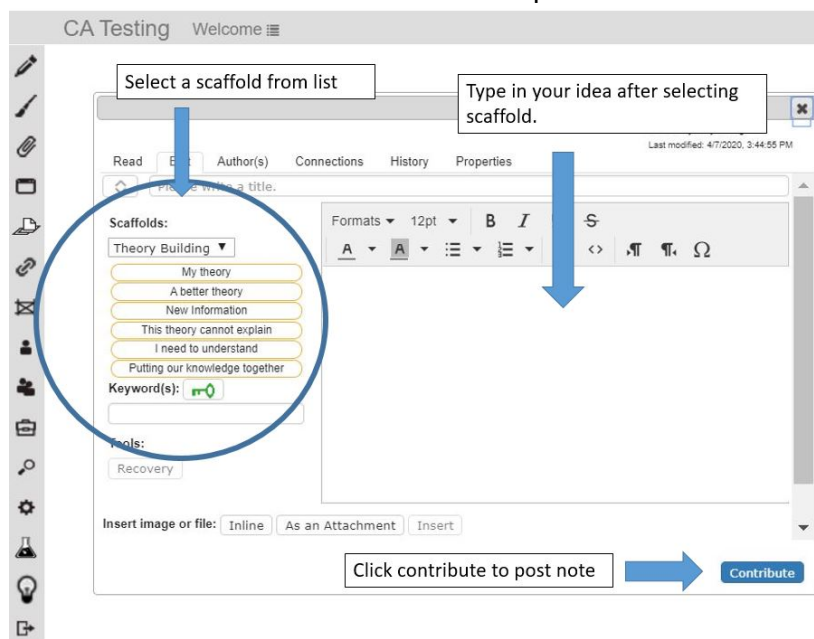 CA Testing Welcome
Select a scaffold from list
Type in your idea after selecting
scaffold.
Last modified: 4/7/2020, 3:44:55 PM
Read Author(s) Connections History Properties
write a title.
Scaffolds:
Formats 12pt B I S
Theory Building
A A <> ¶ ¶ Ω
My theory
A better theory
New Information
This theory cannot explain
I need to understand
Putting our knowledge together
Keyword(s):
Tools:
Recovery
Insert image or file: Inline As an Attachment Insert
Click contribute to post note
Contribute